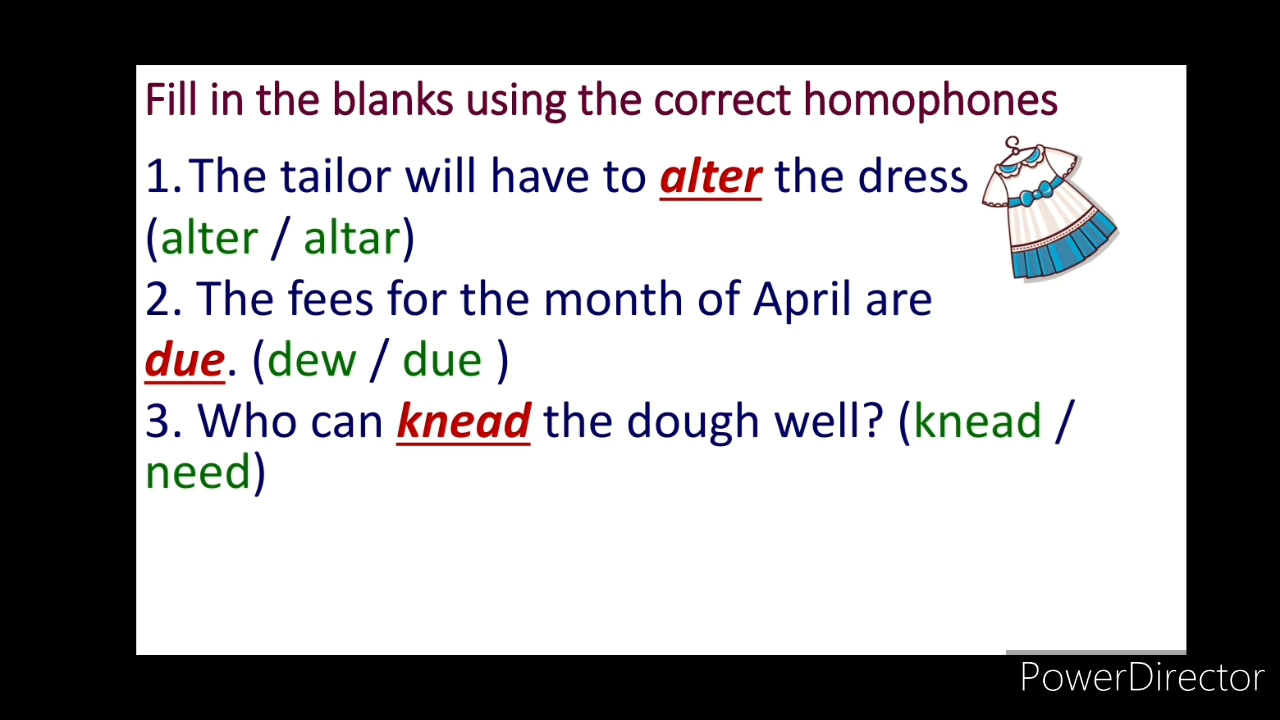 Fill in the blanks using the correct homophones
1. The tailor will have to alter the dress
(alter / altar)
2. The fees for the month of April are
due. (dew / due )
3. Who can knead the dough well? (knead /
need)
PowerDirector